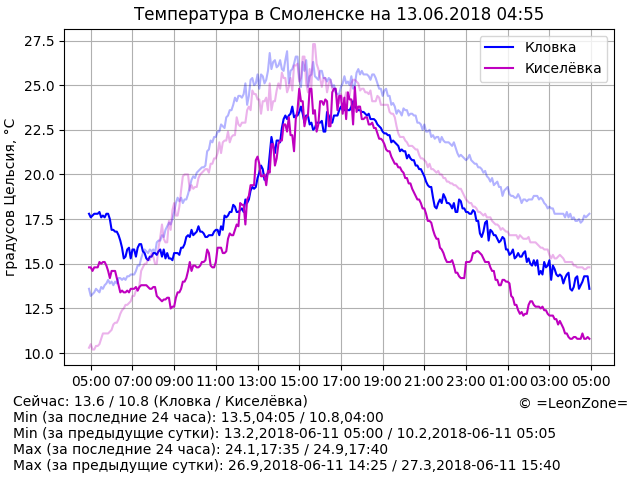 Температура в Смоленске на 13.06.2018 04:55
градусов Цельсия, °C
27.5
25.0
22.5
20.0
17.5
15.0
12.5
10.0
Кловка
Киселёвка
05:00 07:00 09:00 11:00 13:00 15:00 17:00 19:00 21:00 23:00 01:00 03:00 05:00
Сейчас: 13.6 / 10.8 (Кловка / Киселёвка)
© =LeonZone=
Min (за последние 24 часа): 13.5,04:05 / 10.8,04:00
Min (за предыдущие сутки): 13.2,2018-06-11 05:00 / 10.2,2018-06-11 05:05
Max (за последние 24 часа): 24.1,17:35 / 24.9,17:40
Max (за предыдущие сутки): 26.9,2018-06-11 14:25 / 27.3,2018-06-11 15:40